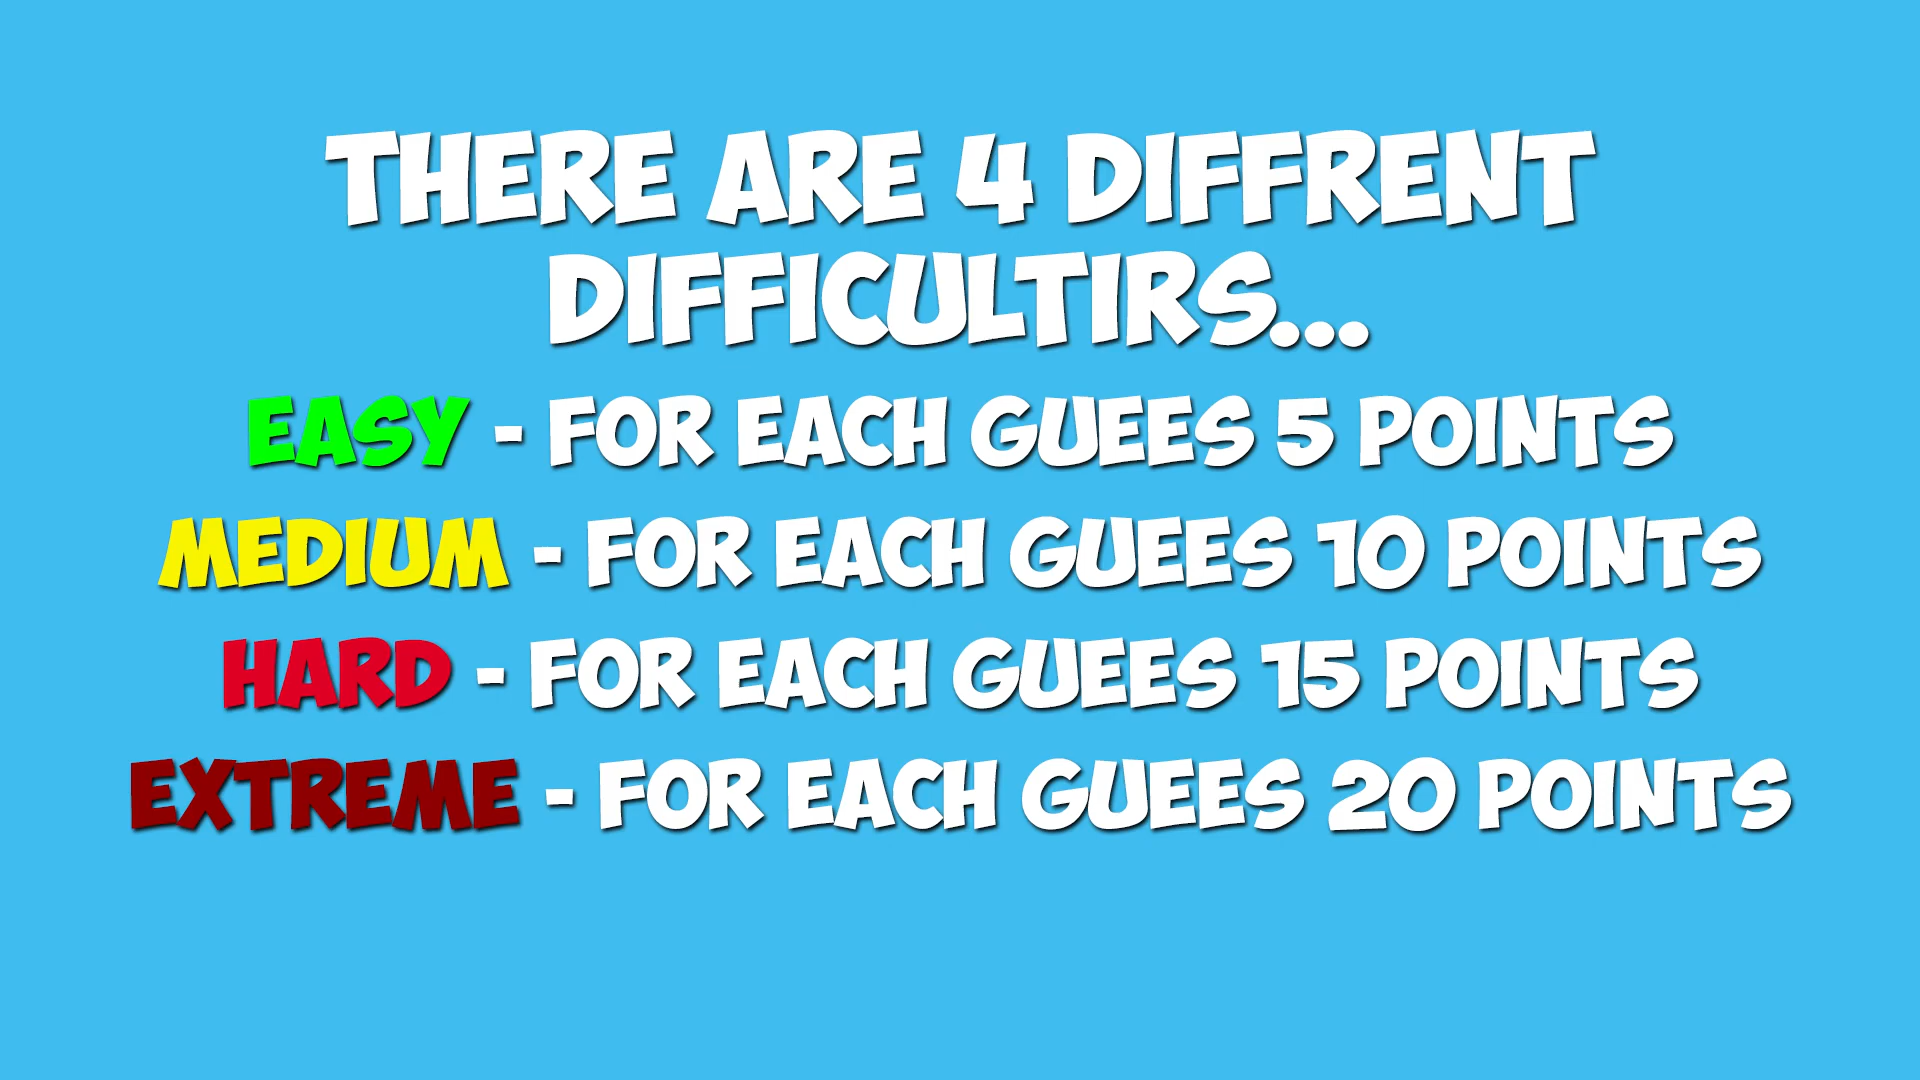 THERE ARE 4 DIFFRENT
DIFFICULTIRS...
EASY - FOR EACH GUEES 5 POINTS
MEDIUM - FOR EACH GUEES 10 POINTS
HARD - FOR EACH GUEES 15 POINTS
EXTREME - FOR EACH GUEES 20 POINTS